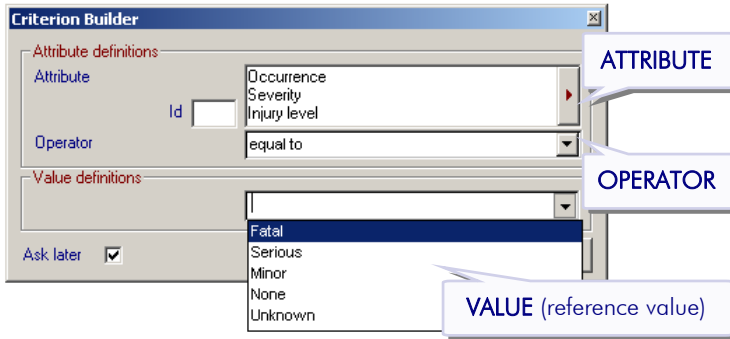 Criterion Builder
Attribute definitions
Attribute
Occurrence
Severity
Injury level
Id
Operator
equal to
Value definitions
Fatal
Serious
Minor
None
Unknown
Ask later
ATTRIBUTE
OPERATOR
VALUE (reference value)